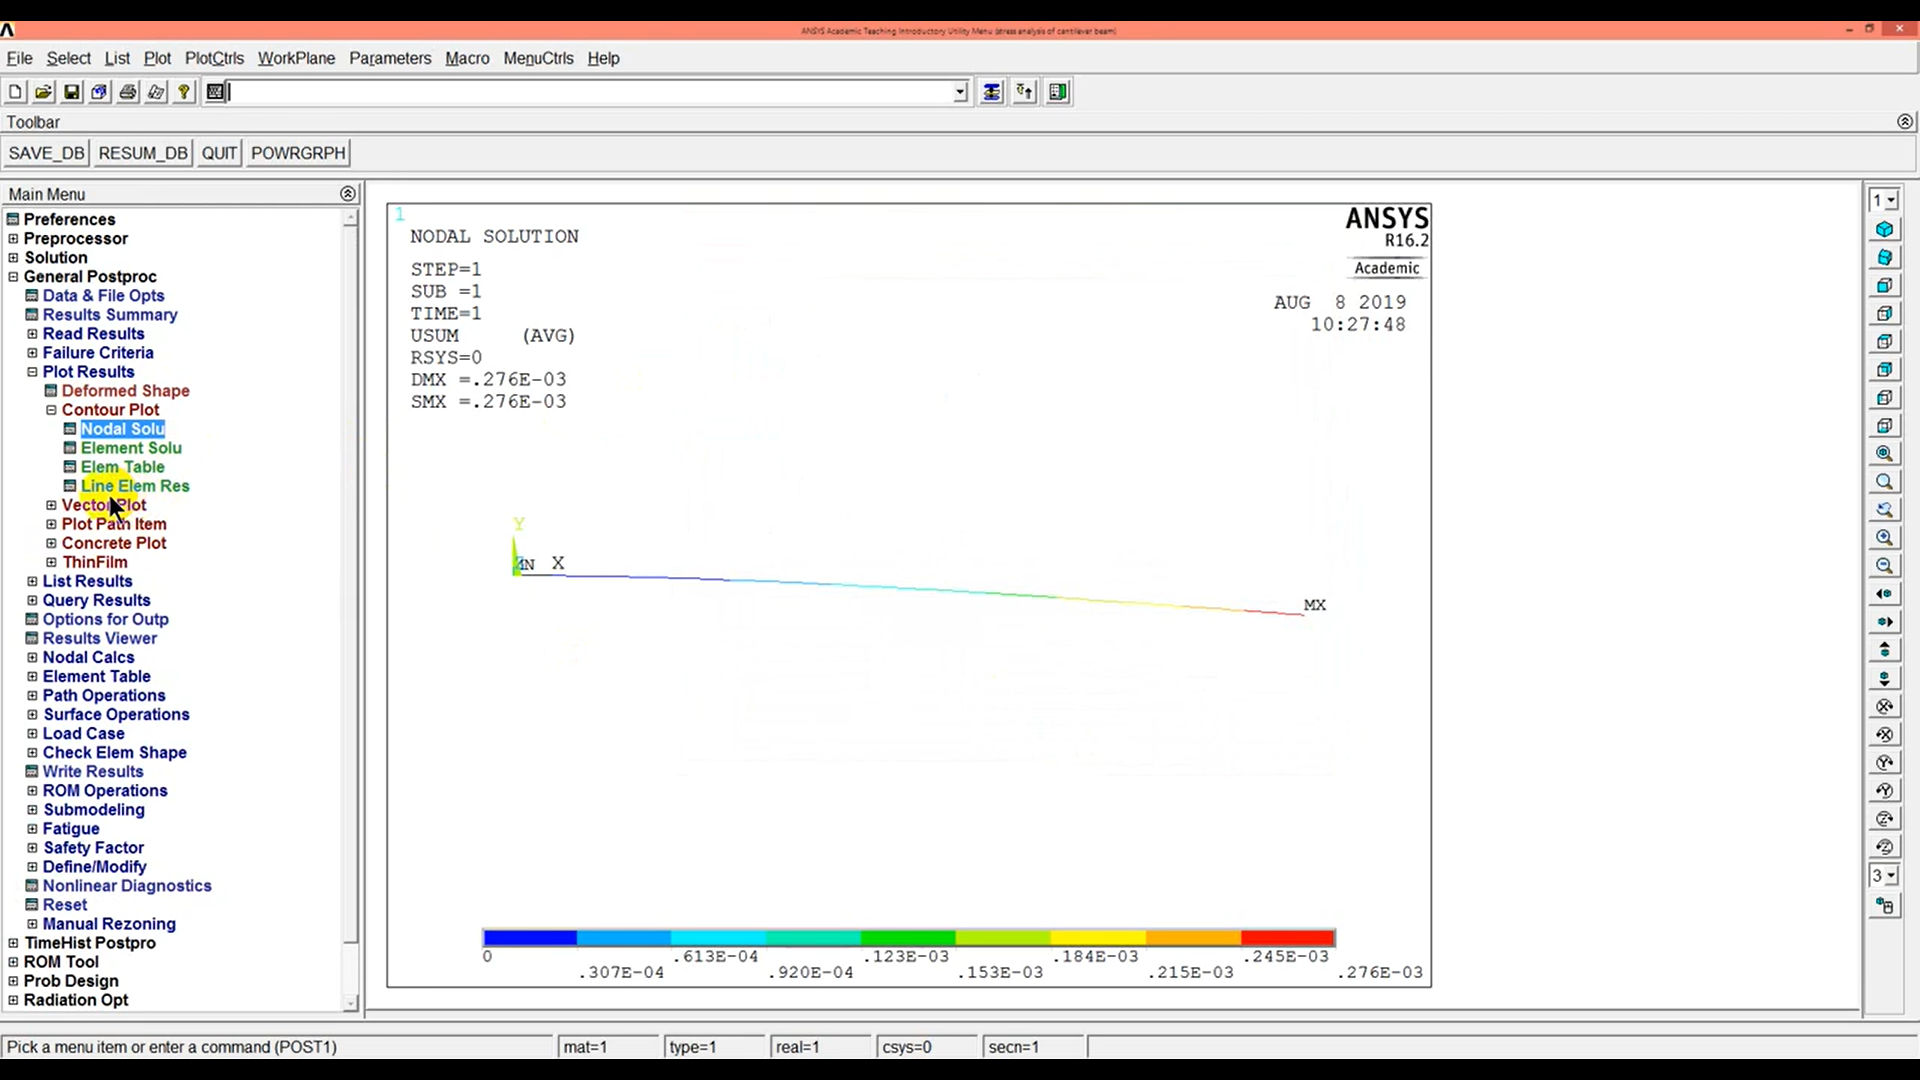 ANSYS Academic Teaching Introductory Utility Menu (stress analysis of cantilever beam)
File Select List Plot PlotCtrls WorkPlane Parameters Macro MenuCtrls Help
Toolbar
SAVE_DB RESUM_DB QUIT POWRGRPH
Main Menu
Preferences
Preprocessor
Solution
General Postproc
Data & File Opts
Results Summary
Read Results
Failure Criteria
Plot Results
Deformed Shape
Contour Plot
Nodal Solu
Element Solu
Elem Table
Line Elem Res
Vector Plot
Plot Path Item
Concrete Plot
ThinFilm
List Results
Query Results
Options for Outp
Results Viewer
Nodal Calcs
Element Table
Path Operations
Surface Operations
Load Case
Check Elem Shape
Write Results
ROM Operations
Submodeling
Fatigue
Safety Factor
Define/Modify
Nonlinear Diagnostics
Reset
Manual Rezoning
TimeHist Postpro
ROM Tool
Prob Design
Radiation Opt
1
NODAL SOLUTION
STEP=1
SUB =1
TIME=1
USUM (AVG)
RSYS=0
DMX =.276E-03
SMX =.276E-03
ANSYS
R16.2
Academic
AUG 8 2019
10:27:48
Y
X
MX
0 .613E-04 .123E-03 .184E-03 .245E-03
.307E-04 .920E-04 .153E-03 .215E-03 .276E-03
1
3
Pick a menu item or enter a command (POST1) mat=1 type=1 real=1 csys=0 secn=1